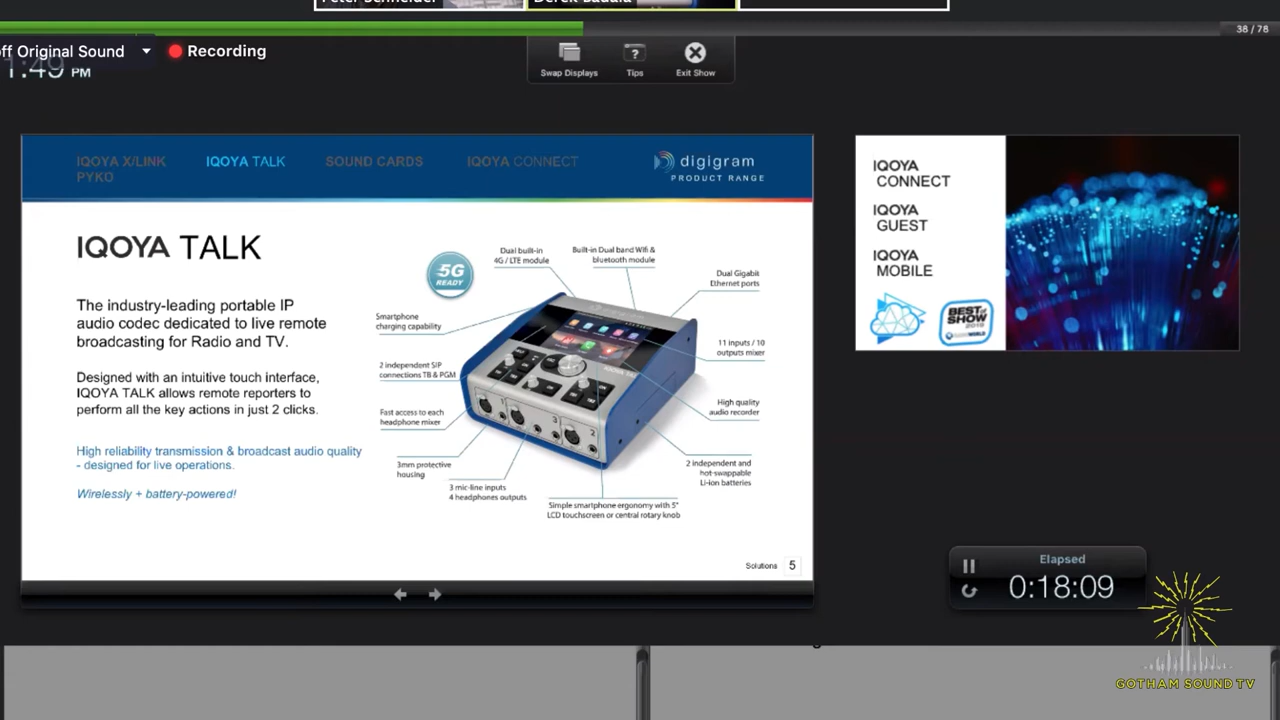 38 / 78
off Original Sound
Recording
1:49 PM
Swap Displays
Tips
Exit Show
IQOYA X/LINK
PYKO
IQOYA TALK
SOUND CARDS
IQOYA CONNECT
digigram
PRODUCT RANGE
IQOYA TALK
The industry-leading portable IP
audio codec dedicated to live remote
broadcasting for Radio and TV.
Designed with an intuitive touch interface,
IQOYA TALK allows remote reporters to
perform all the key actions in just 2 clicks.
High reliability transmission & broadcast audio quality
- designed for live operations.
Wirelessly + battery-powered!
5G
READY
Dual built-in
4G / LTE module
Built-in Dual band Wifi &
bluetooth module
Dual Gigabit
Ethernet ports
Smartphone
charging capability
11 inputs / 10
outputs mixer
2 independent SIP
connections TB & PGM
High quality
audio recorder
Fast access to each
headphone mixer
3mm protective
housing
2 independent and
hot-swappable
Li-ion batteries
3 mic-line inputs
4 headphones outputs
Simple smartphone ergonomy with 5"
LCD touchscreen or central rotary knob
Solutions 5
IQOYA
CONNECT
IQOYA
GUEST
IQOYA
MOBILE
BEST of
SHOW
2019
Elapsed
0:18:09
GOTHAM SOUND TV